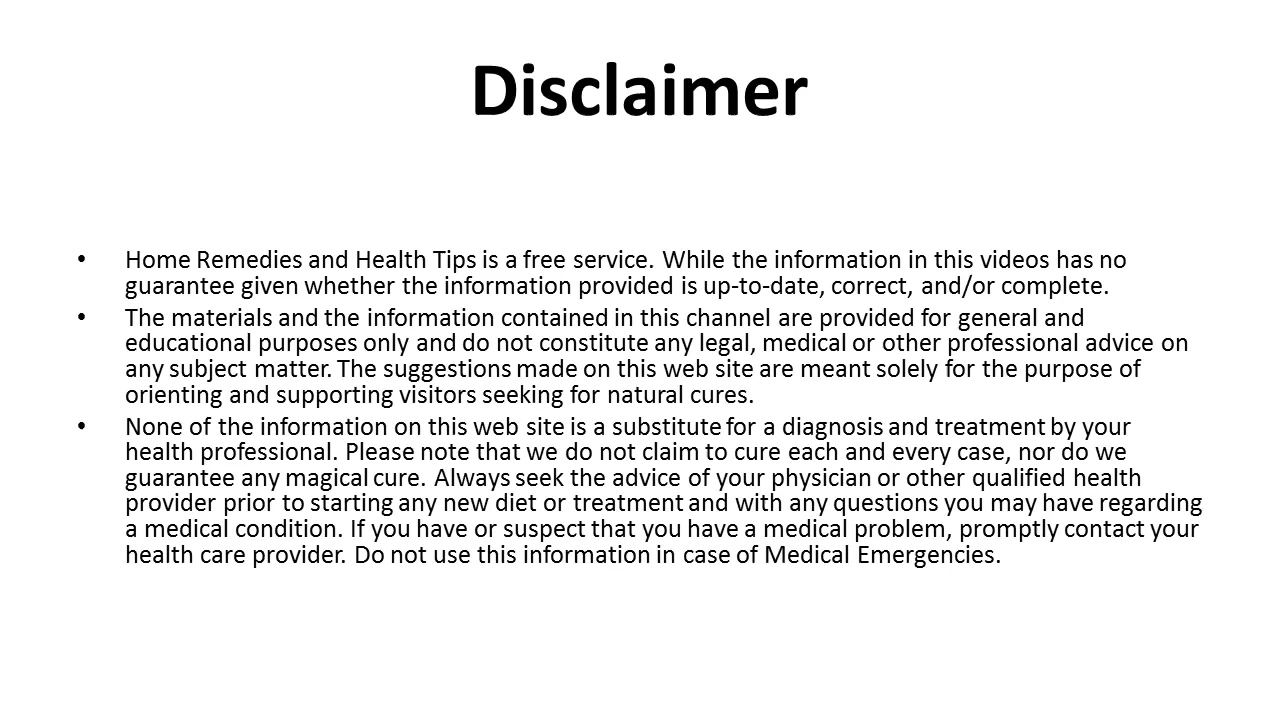 Disclaimer
• Home Remedies and Health Tips is a free service. While the information in this videos has no
guarantee given whether the information provided is up-to-date, correct, and/or complete.
• The materials and the information contained in this channel are provided for general and
educational purposes only and do not constitute any legal, medical or other professional advice on
any subject matter. The suggestions made on this web site are meant solely for the purpose of
orienting and supporting visitors seeking for natural cures.
• None of the information on this web site is a substitute for a diagnosis and treatment by your
health professional. Please note that we do not claim to cure each and every case, nor do we
guarantee any magical cure. Always seek the advice of your physician or other qualified health
provider prior to starting any new diet or treatment and with any questions you may have regarding
a medical condition. If you have or suspect that you have a medical problem, promptly contact your
health care provider. Do not use this information in case of Medical Emergencies.